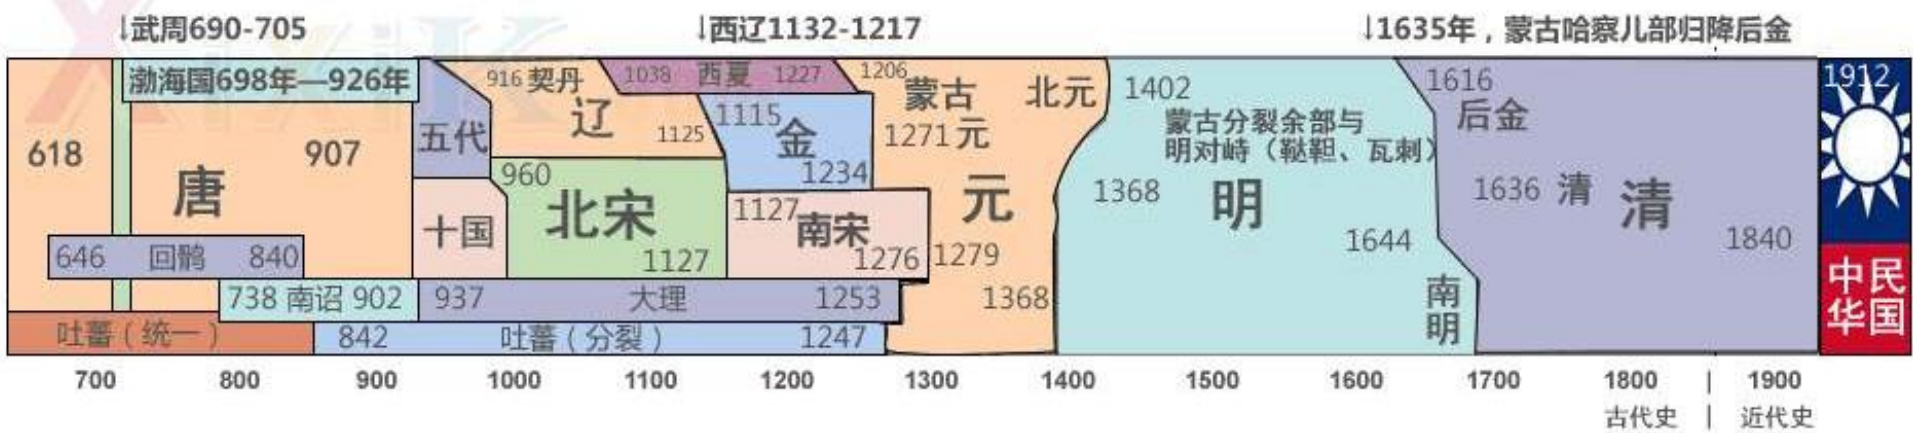 ↓武周690-705
↓西辽1132-1217
↓1635年，蒙古哈察儿部归降后金
渤海国698年—926年
618
唐
907
646 回鹘 840
738 南诏 902
吐蕃（统一）
842 吐蕃（分裂） 1247
五代
十国
937 大理 1253
916 契丹
辽
1125
960
北宋
1127
1038 西夏 1227
1115
金
1234
1127
南宋
1276
1206
蒙古
北元
1271 元
元
1279
1368
1402
蒙古分裂余部与
明对峙（鞑靼、瓦刺）
1368
明
1644
南明
1616
后金
1636 清
清
1840
1912
中华
民国
700 800 900 1000 1100 1200 1300 1400 1500 1600 1700 1800 | 1900
古代史 | 近代史